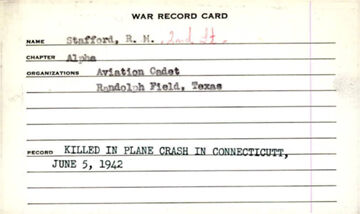 WAR RECORD CARD
NAME Stafford, R. M. 2nd Lt.
CHAPTER Alpha
ORGANIZATIONS Aviation Cadet
Randolph Field, Texas
RECORD KILLED IN PLANE CRASH IN CONNECTICUTT,
JUNE 5, 1942